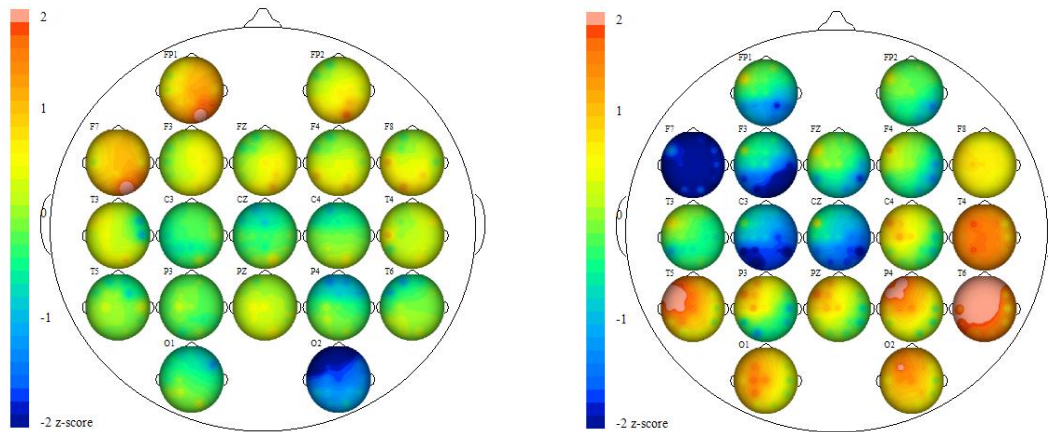 2
1
0
-1
-2 z-score
FP1 FP2
F7 F3 FZ F4 F8
T3 C3 CZ C4 T4
T5 P3 PZ P4 T6
O1 O2
2
1
0
-1
-2 z-score
FP1 FP2
F7 F3 FZ F4 F8
T3 C3 CZ C4 T4
T5 P3 PZ P4 T6
O1 O2